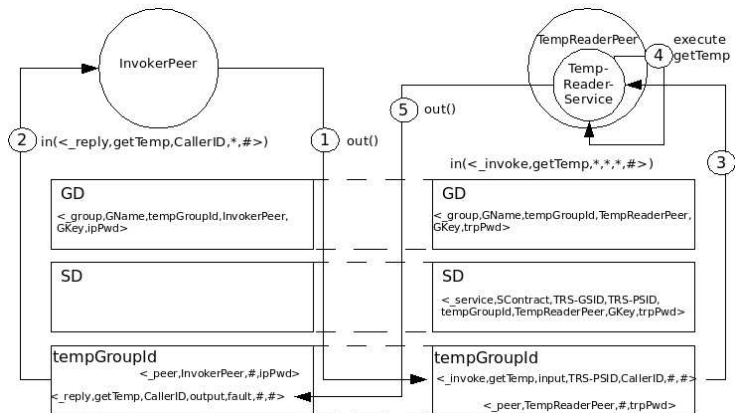 InvokerPeer
TempReaderPeer
Temp-
Reader-
Service
4
execute
getTemp
2
in(<_reply,getTemp,CallerID,*,#>)
1
out()
5
out()
in(<_invoke,getTemp,*,*,*,#>)
3
GD
<_group,GName,tempGroupId,InvokerPeer,
GKey,ipPwd>
GD
<_group,GName,tempGroupId,TempReaderPeer,
GKey,trpPwd>
SD
SD
<_service,SContract,TRS-GSID,TRS-PSID,
tempGroupId,TempReaderPeer,GKey,trpPwd>
tempGroupId
<_peer,InvokerPeer,#,ipPwd>
<_reply,getTemp,CallerID,output,fault,#,#>
tempGroupId
<_invoke,getTemp,input,TRS-PSID,CallerID,#,#>
<_peer,TempReaderPeer,#,trpPwd>